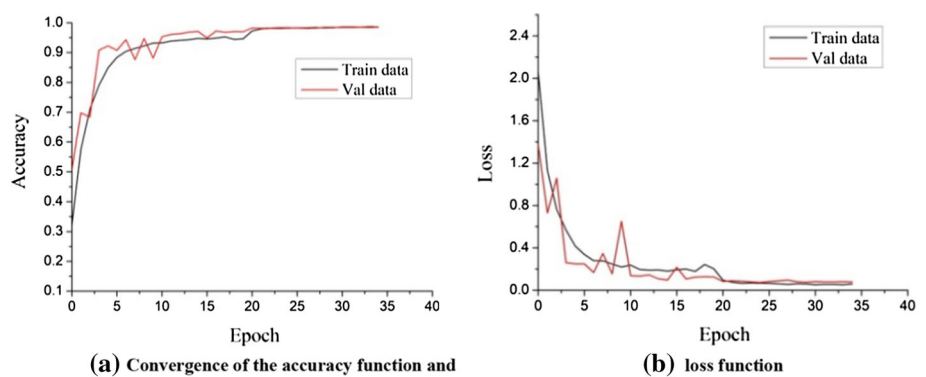 1.0
0.9
0.8
0.7
0.6
0.5
0.4
0.3
0.2
0.1
Accuracy
Train data
Val data
0 5 10 15 20 25 30 35 40
Epoch
(a) Convergence of the accuracy function and
2.4
2.0
1.6
1.2
0.8
0.4
0.0
Loss
Train data
Val data
0 5 10 15 20 25 30 35 40
Epoch
(b) loss function